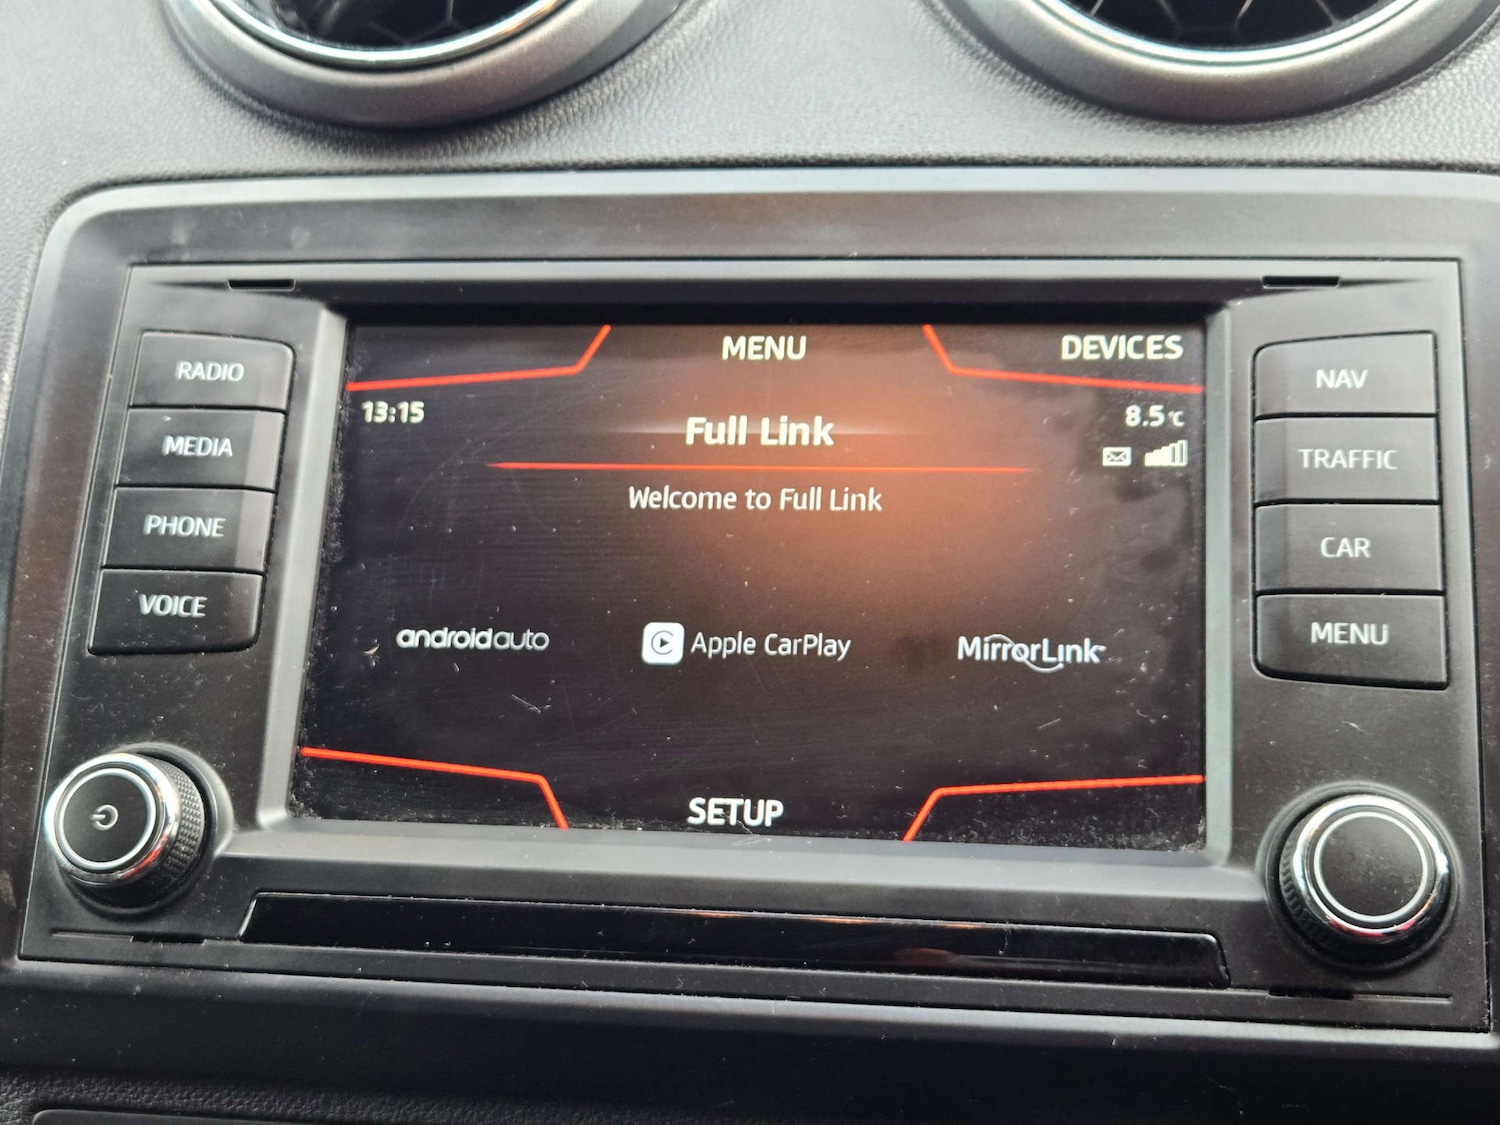 MENU
DEVICES
13:15
8.5°C
Full Link
Welcome to Full Link
androidauto
Apple CarPlay
MirrorLink™
SETUP
RADIO
MEDIA
PHONE
VOICE
NAV
TRAFFIC
CAR
MENU